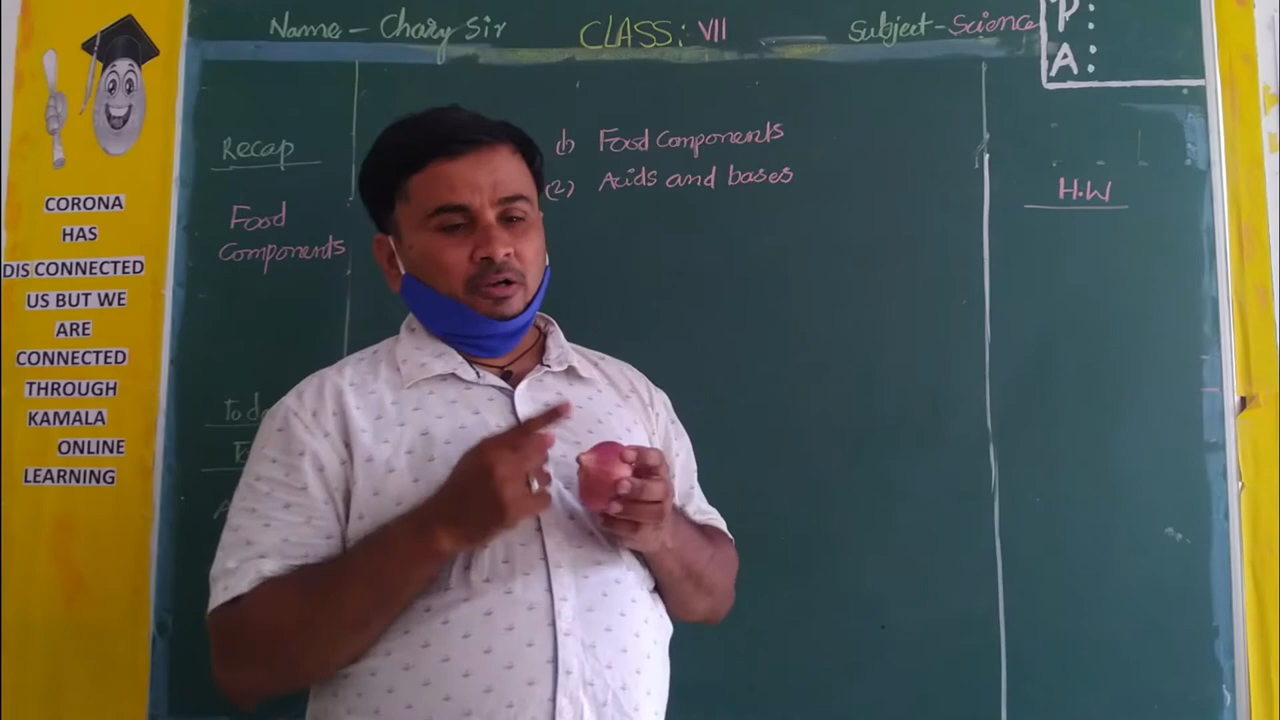 Name - Chary Sir
CLASS: VII
Subject - Science
P:
A:
CORONA
HAS
DIS CONNECTED
US BUT WE
ARE
CONNECTED
THROUGH
KAMALA
ONLINE
LEARNING
Recap
Food
Components
1) Food Components
(2) Acids and bases
H.W